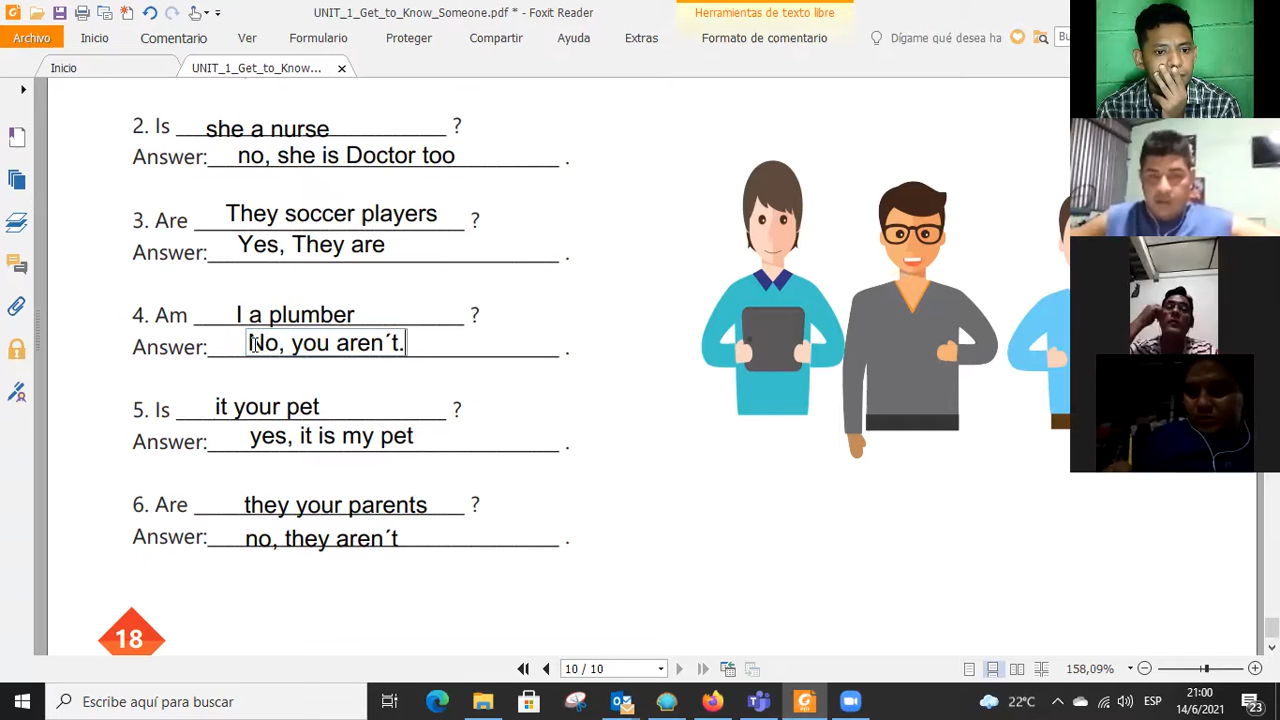 UNIT_1_Get_to_Know_Someone.pdf * - Foxit Reader
Herramientas de texto libre
Archivo
Inicio
Comentario
Ver
Formulario
Proteger
Compartir
Ayuda
Extras
Formato de comentario
Dígame qué desea ha
Inicio
UNIT_1_Get_to_Know...
2. Is she a nurse ?
Answer: no, she is Doctor too .
3. Are They soccer players ?
Answer: Yes, They are .
4. Am I a plumber ?
Answer: No, you aren´t. .
5. Is it your pet ?
Answer: yes, it is my pet .
6. Are they your parents ?
Answer: no, they aren´t .
18
10 / 10
158,09%
Escribe aquí para buscar
22°C
ESP
21:00
14/6/2021
23